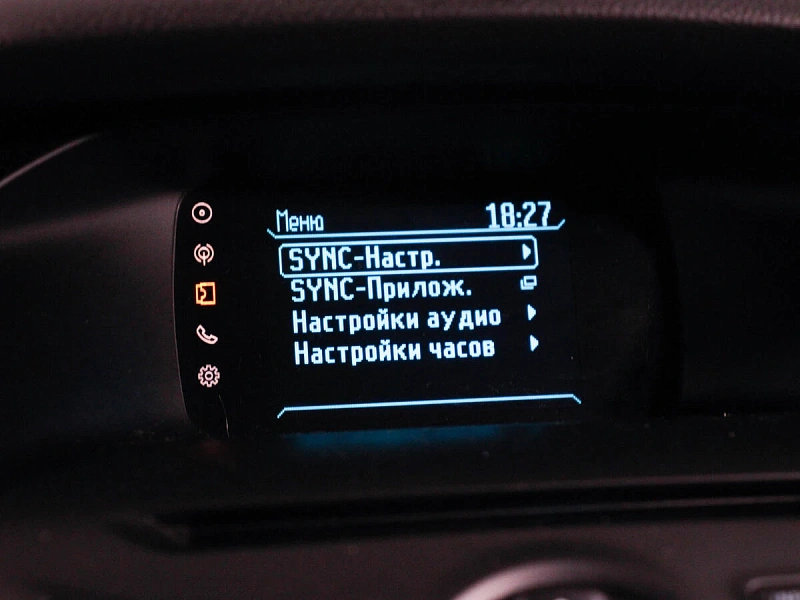 Меню 18:27
SYNC-Настр.
SYNC-Прилож.
Настройки аудио
Настройки часов